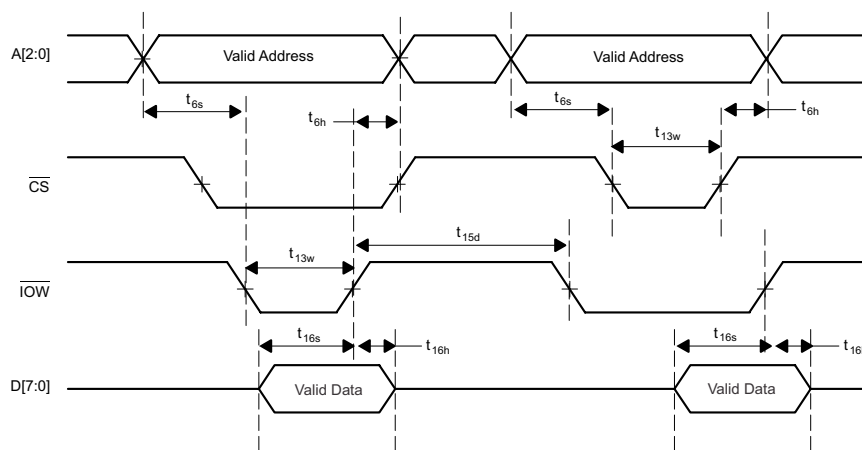 A[2:0]
Valid Address
Valid Address
t6s
t6h
t6s
t13w
t6h
CS
t13w
t15d
IOW
t16s
t16h
t16s
t16
D[7:0]
Valid Data
Valid Data